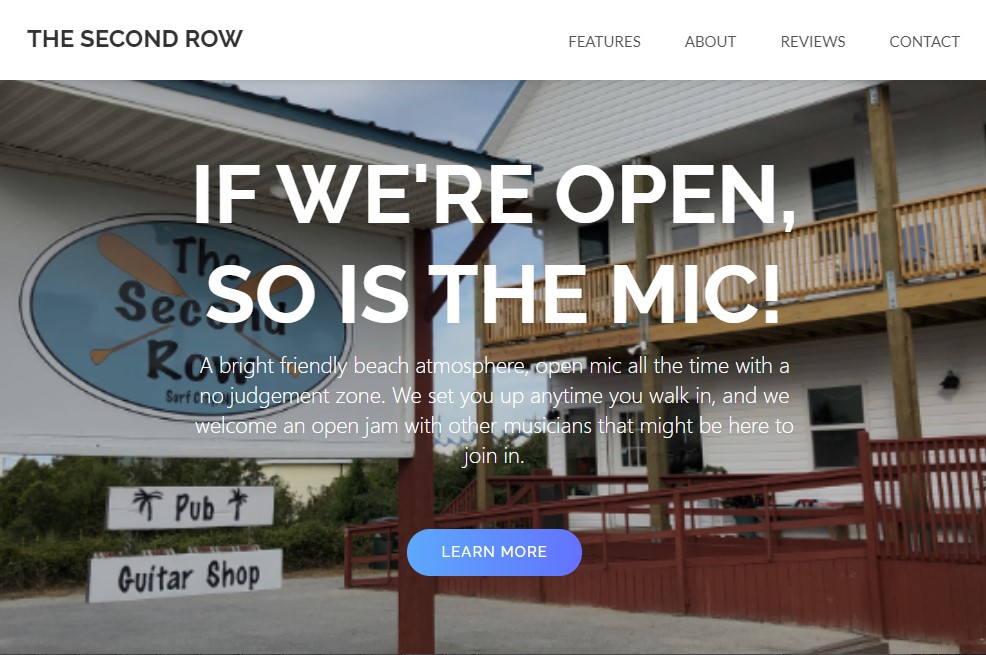 THE SECOND ROW
FEATURES ABOUT REVIEWS CONTACT
IF WE'RE OPEN,
SO IS THE MIC!
A bright friendly beach atmosphere, open mic all the time with a
no judgement zone. We set you up anytime you walk in, and we
welcome an open jam with other musicians that might be here to
join in.
LEARN MORE
The
Second
Row
Surf
Pub
Guitar Shop